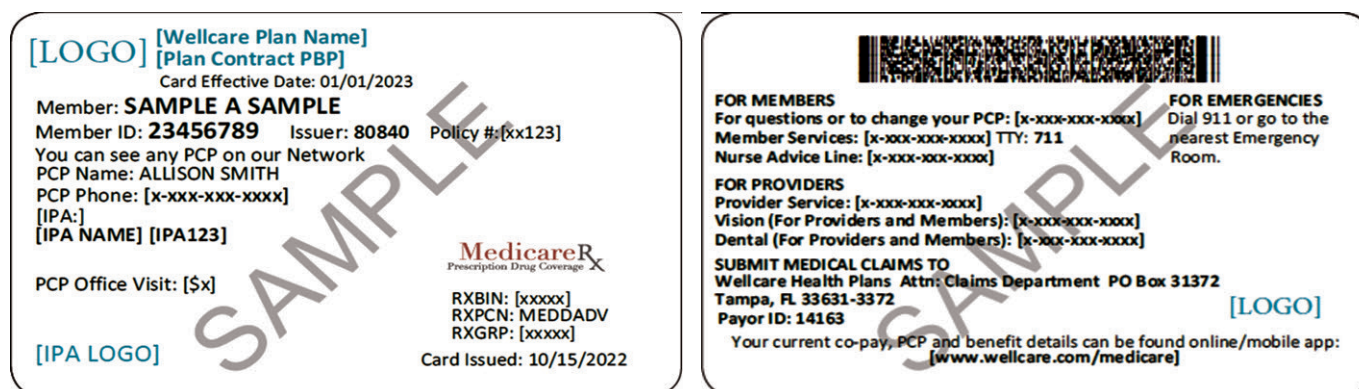 [LOGO]
[Wellcare Plan Name]
[Plan Contract PBP]
Card Effective Date: 01/01/2023
Member: SAMPLE A SAMPLE
Member ID: 23456789 Issuer: 80840 Policy #:[xx123]
You can see any PCP on our Network
PCP Name: ALLISON SMITH
PCP Phone: [x-xxx-xxx-xxxx]
[IPA:]
[IPA NAME] [IPA123]
PCP Office Visit: [$x]
[IPA LOGO]
MedicareRx
Prescription Drug Coverage
RXBIN: [xxxxx]
RXPCN: MEDDADV
RXGRP: [xxxxx]
Card Issued: 10/15/2022
SAMPLE
FOR MEMBERS
For questions or to change your PCP: [x-xxx-xxx-xxxx]
Member Services: [x-xxx-xxx-xxxx] TTY: 711
Nurse Advice Line: [x-xxx-xxx-xxxx]
FOR EMERGENCIES
Dial 911 or go to the
nearest Emergency
Room.
FOR PROVIDERS
Provider Service: [x-xxx-xxx-xxxx]
Vision (For Providers and Members): [x-xxx-xxx-xxxx]
Dental (For Providers and Members): [x-xxx-xxx-xxxx]
SUBMIT MEDICAL CLAIMS TO
Wellcare Health Plans Attn: Claims Department PO Box 31372
Tampa, FL 33631-3372
Payor ID: 14163
[LOGO]
Your current co-pay, PCP and benefit details can be found online/mobile app:
[www.wellcare.com/medicare]
SAMPLE